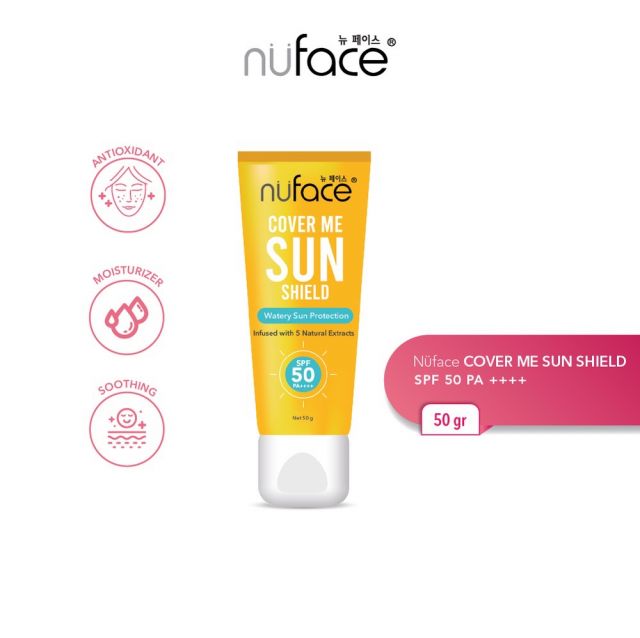 뉴 페이스
nüface®
ANTIOXIDANT
MOISTURIZER
SOOTHING
뉴 페이스
nüface®
COVER ME
SUN
SHIELD
Watery Sun Protection
Infused with 5 Natural Extracts
SPF
50
PA++++
Net 50 g
Nüface COVER ME SUN SHIELD
SPF 50 PA ++++
50 gr